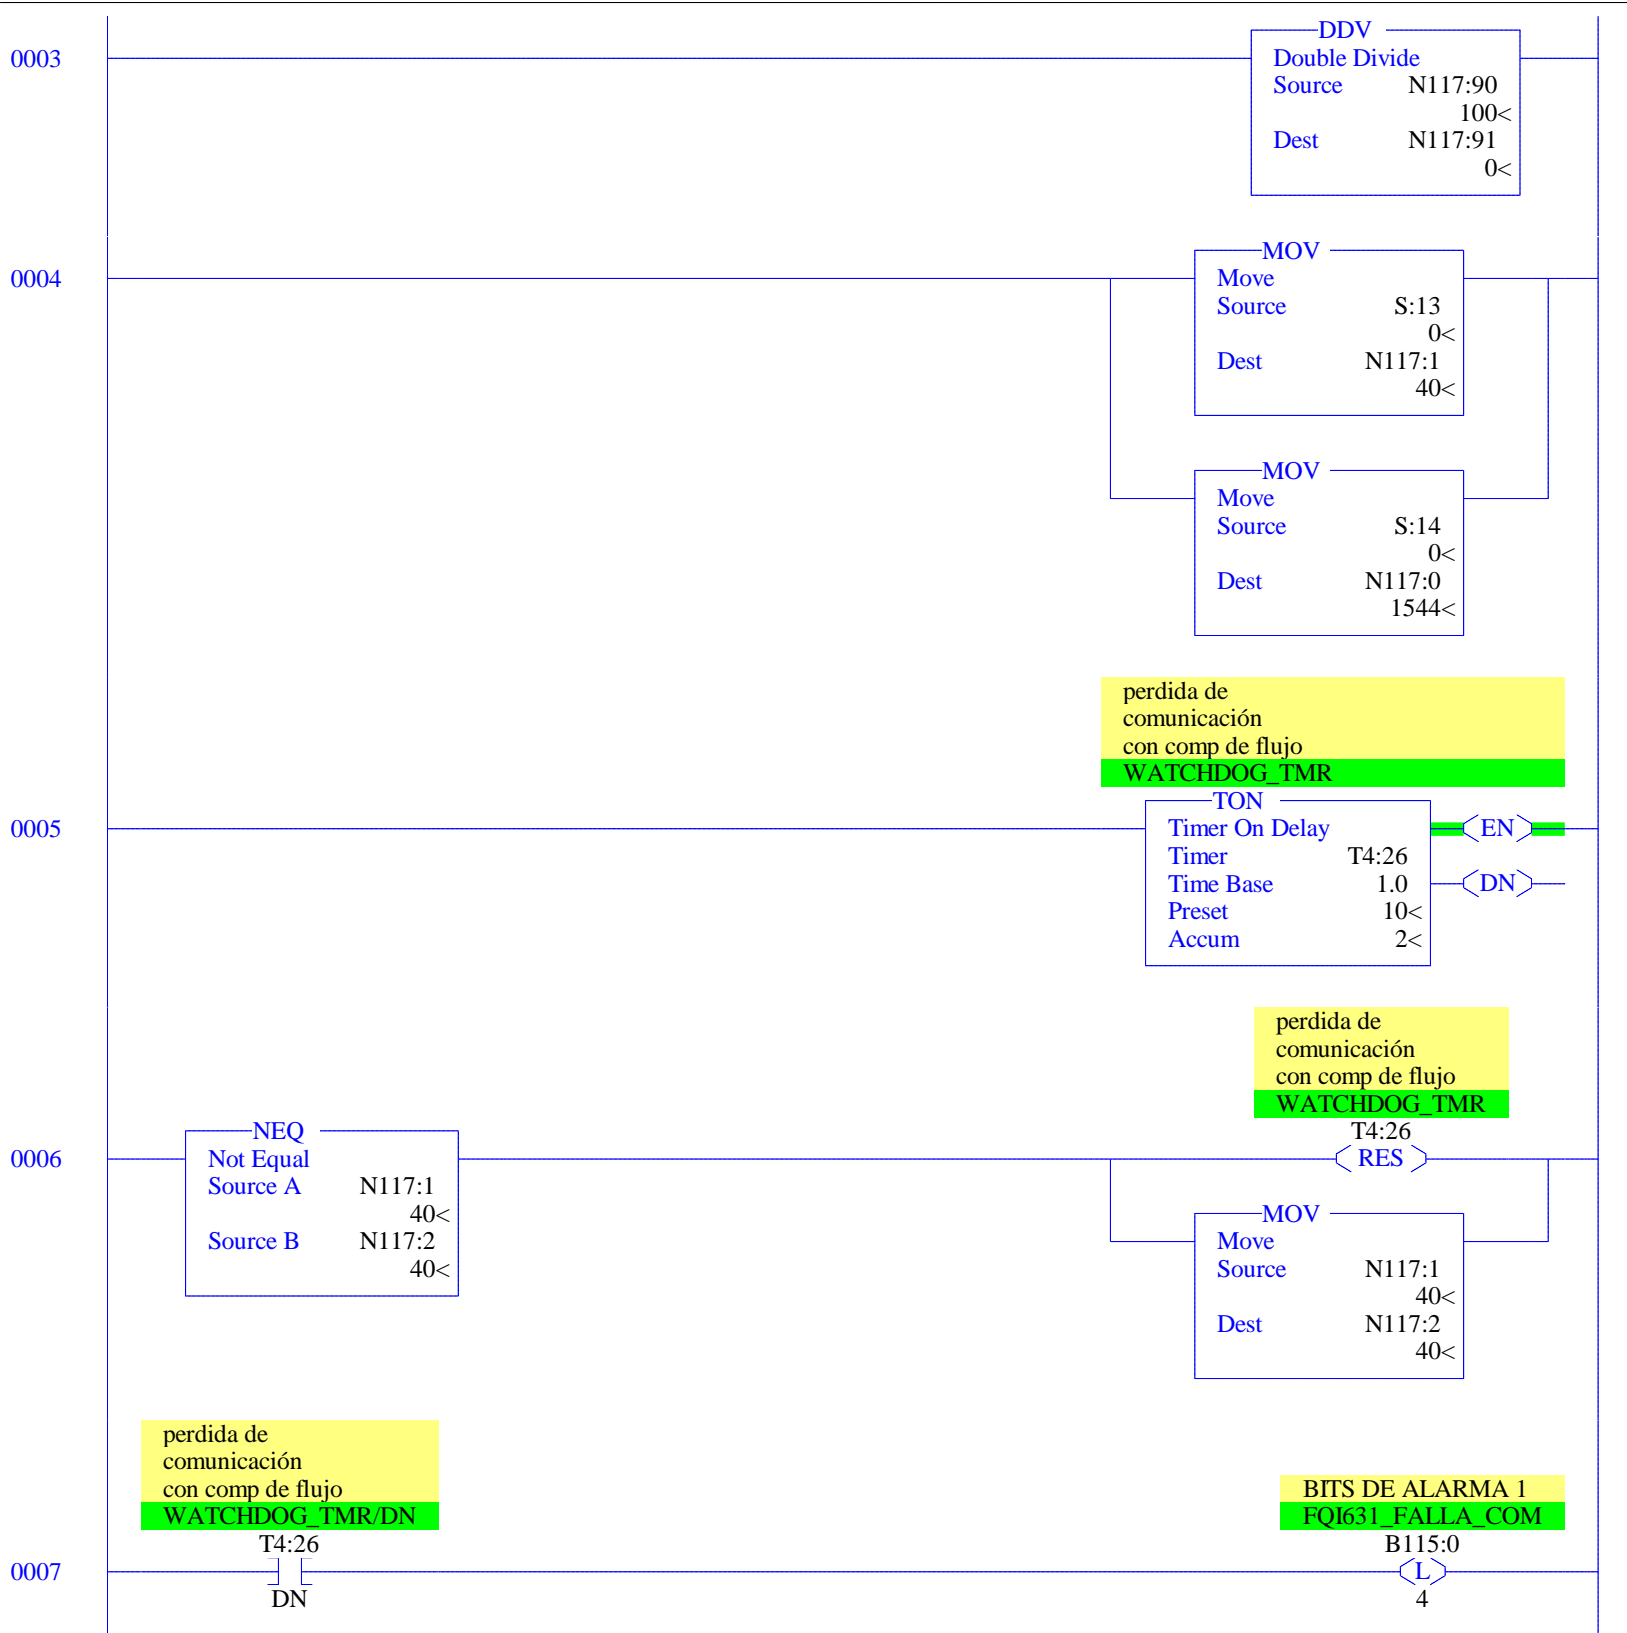 DDV
0003
Double Divide
Source N117:90
100<
Dest N117:91
0<
MOV
0004
Move
Source S:13
0<
Dest N117:1
40<
MOV
Move
Source S:14
0<
Dest N117:0
1544<
perdida de
comunicación
con comp de flujo
WATCHDOG_TMR
TON
0005
Timer On Delay
EN
Timer T4:26
Time Base 1.0
DN
Preset 10<
Accum 2<
perdida de
comunicación
con comp de flujo
WATCHDOG_TMR
T4:26
RES
NEQ
0006
Not Equal
Source A N117:1
40<
Source B N117:2
40<
MOV
Move
Source N117:1
40<
Dest N117:2
40<
perdida de
comunicación
con comp de flujo
WATCHDOG_TMR/DN
T4:26
0007
DN
BITS DE ALARMA 1
FQI631_FALLA_COM
B115:0
L
4